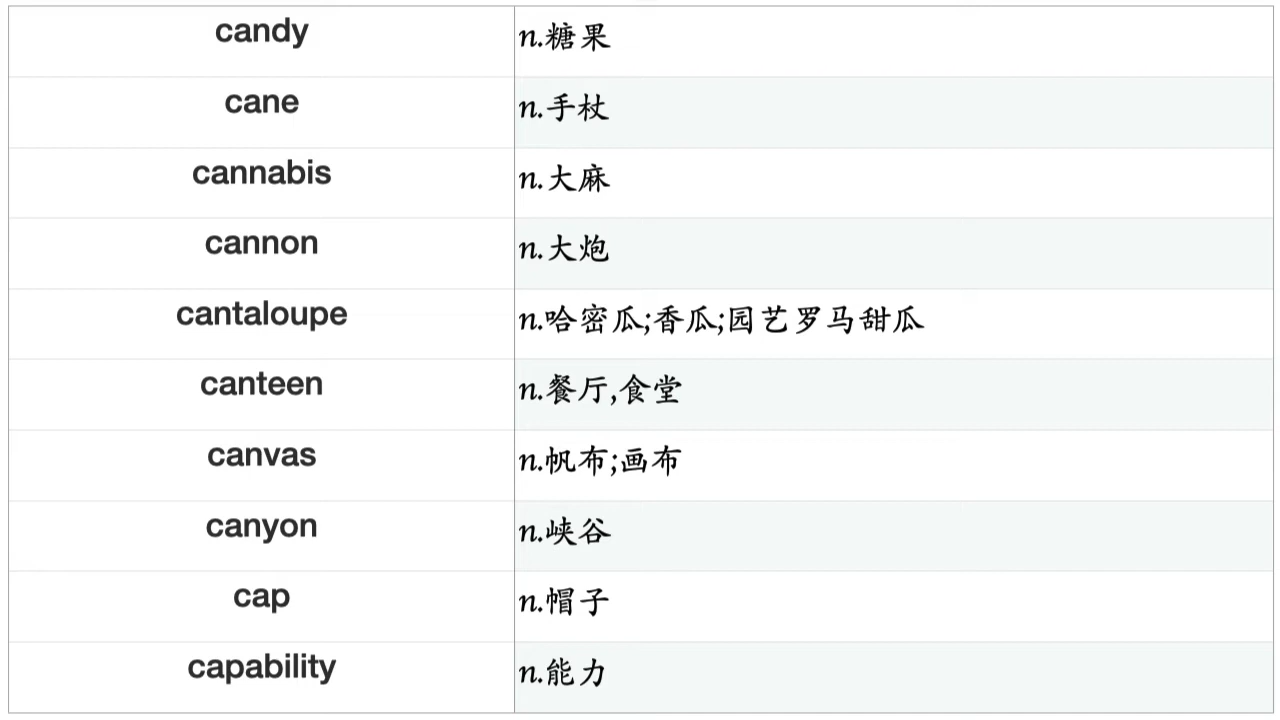 candy n.糖果
cane n.手杖
cannabis n.大麻
cannon n.大炮
cantaloupe n.哈密瓜;香瓜;园艺罗马甜瓜
canteen n.餐厅,食堂
canvas n.帆布;画布
canyon n.峡谷
cap n.帽子
capability n.能力